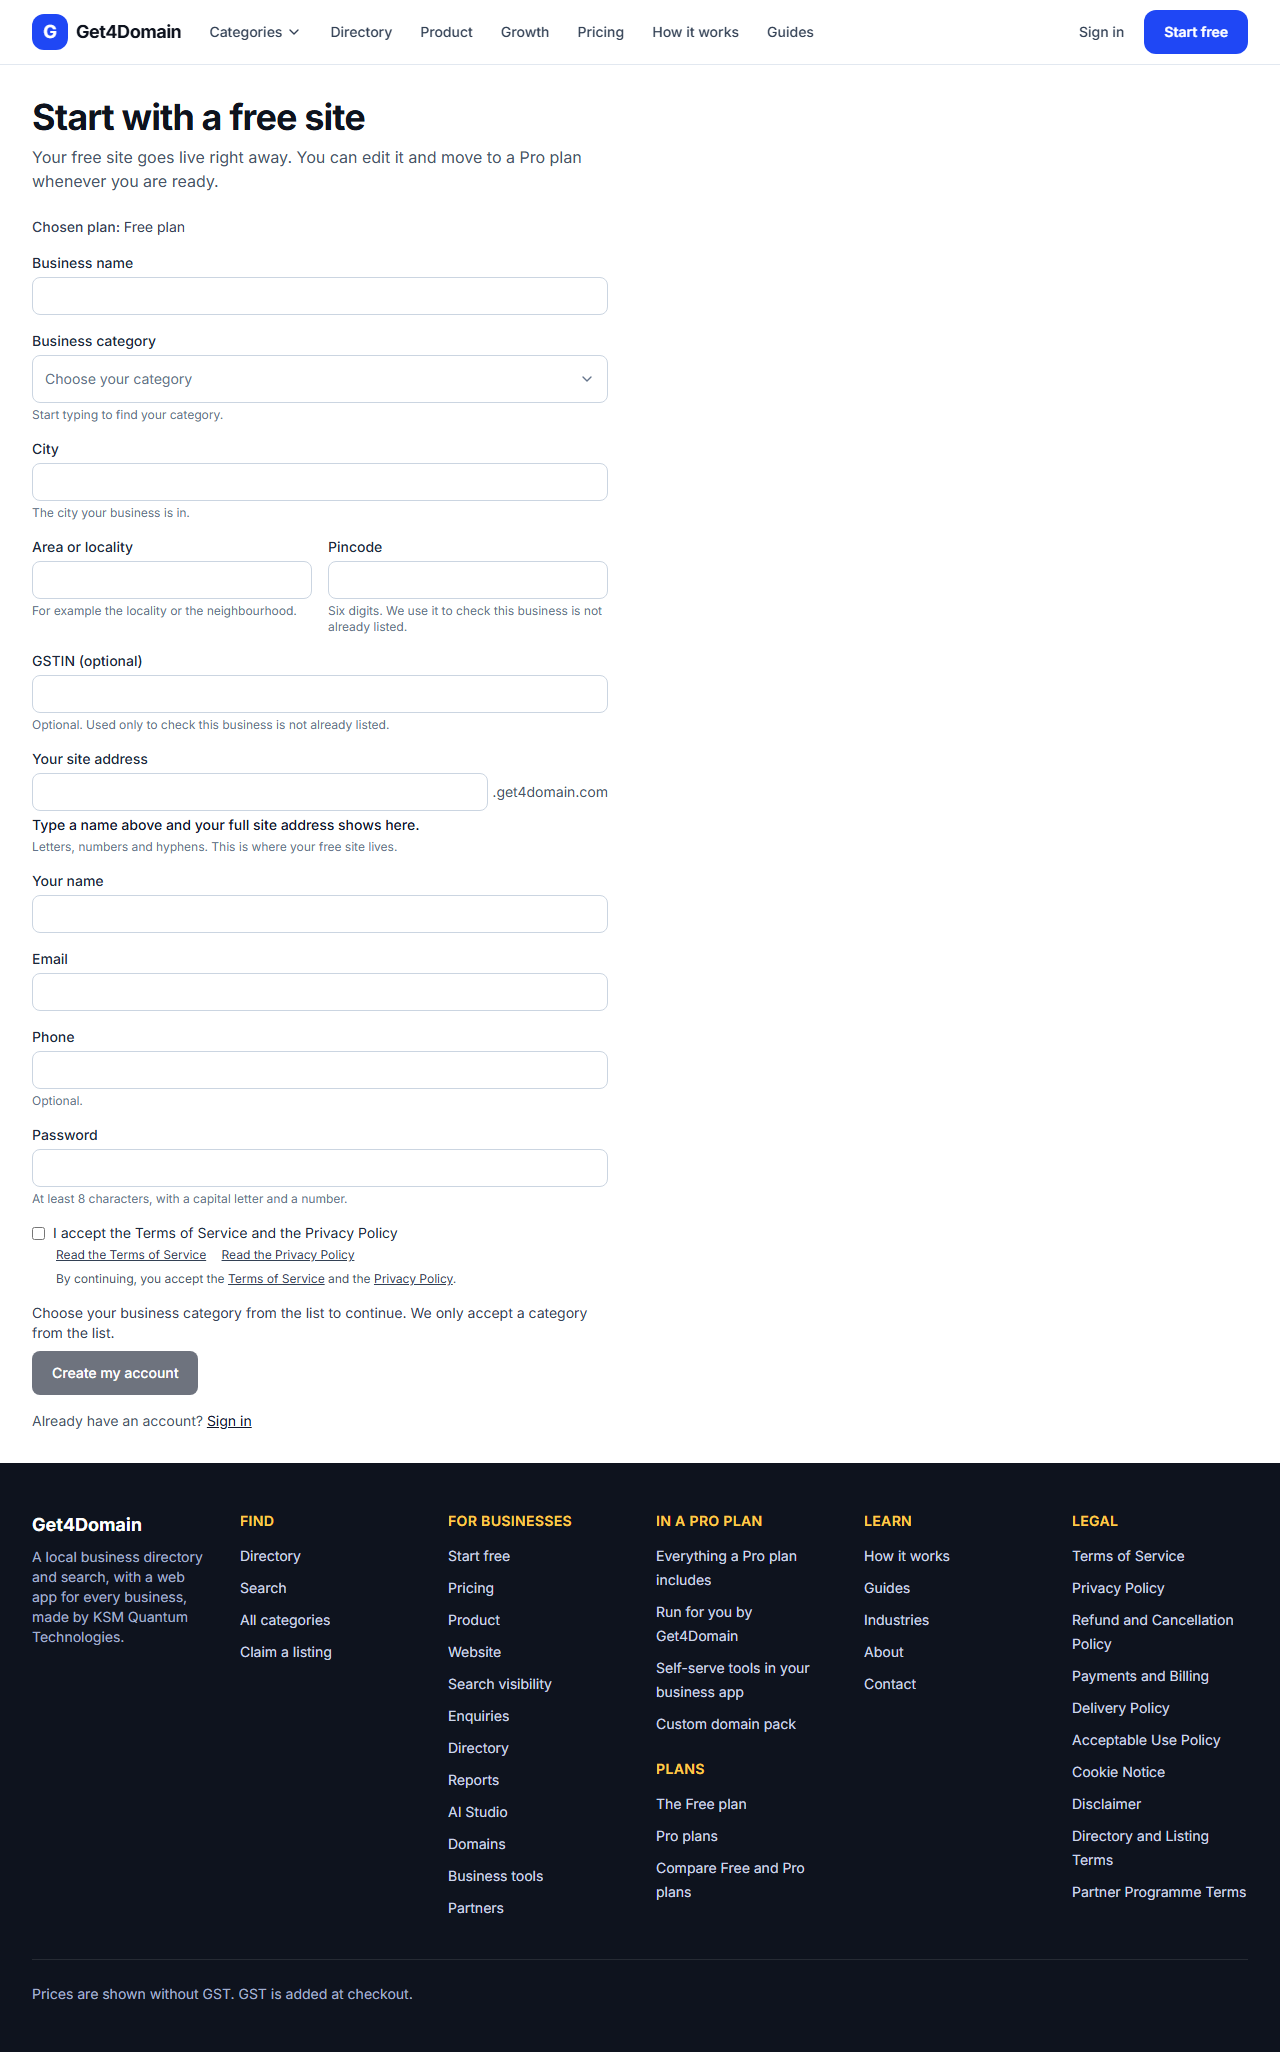 G Get4Domain
Categories
Directory
Product
Growth
Pricing
How it works
Guides
Sign in
Start free
Start with a free site
Your free site goes live right away. You can edit it and move to a Pro plan
whenever you are ready.
Chosen plan: Free plan
Business name
Business category
Choose your category
Start typing to find your category.
City
The city your business is in.
Area or locality
For example the locality or the neighbourhood.
Pincode
Six digits. We use it to check this business is not
already listed.
GSTIN (optional)
Optional. Used only to check this business is not already listed.
Your site address
.get4domain.com
Type a name above and your full site address shows here.
Letters, numbers and hyphens. This is where your free site lives.
Your name
Email
Phone
Optional.
Password
At least 8 characters, with a capital letter and a number.
I accept the Terms of Service and the Privacy Policy
Read the Terms of Service Read the Privacy Policy
By continuing, you accept the Terms of Service and the Privacy Policy.
Choose your business category from the list to continue. We only accept a category
from the list.
Create my account
Already have an account? Sign in
Get4Domain
A local business directory
and search, with a web
app for every business,
made by KSM Quantum
Technologies.
FIND
Directory
Search
All categories
Claim a listing
FOR BUSINESSES
Start free
Pricing
Product
Website
Search visibility
Enquiries
Directory
Reports
AI Studio
Domains
Business tools
Partners
IN A PRO PLAN
Everything a Pro plan
includes
Run for you by
Get4Domain
Self-serve tools in your
business app
Custom domain pack
PLANS
The Free plan
Pro plans
Compare Free and Pro
plans
LEARN
How it works
Guides
Industries
About
Contact
LEGAL
Terms of Service
Privacy Policy
Refund and Cancellation
Policy
Payments and Billing
Delivery Policy
Acceptable Use Policy
Cookie Notice
Disclaimer
Directory and Listing
Terms
Partner Programme Terms
Prices are shown without GST. GST is added at checkout.